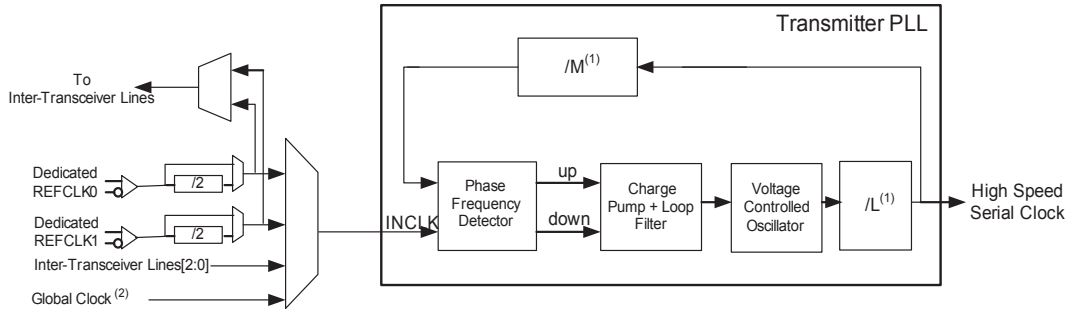 Transmitter PLL
/M(1)
To
Inter-Transceiver Lines
Dedicated
REFCLK0
/2
Dedicated
REFCLK1
/2
Inter-Transceiver Lines[2:0]
Global Clock (2)
INCLK
Phase
Frequency
Detector
up
down
Charge
Pump + Loop
Filter
Voltage
Controlled
Oscillator
/L(1)
High Speed
Serial Clock